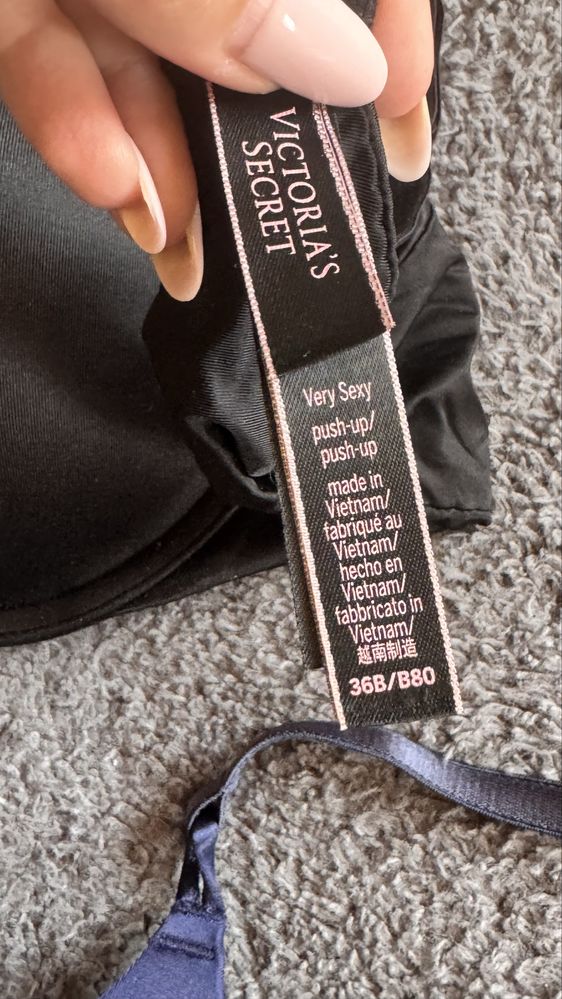 VICTORIA'S
SECRET
Very Sexy
push-up/
push-up
made in
Vietnam/
fabriqué au
Vietnam/
hecho en
Vietnam/
fabbricato in
Vietnam/
越南制造
36B/B80